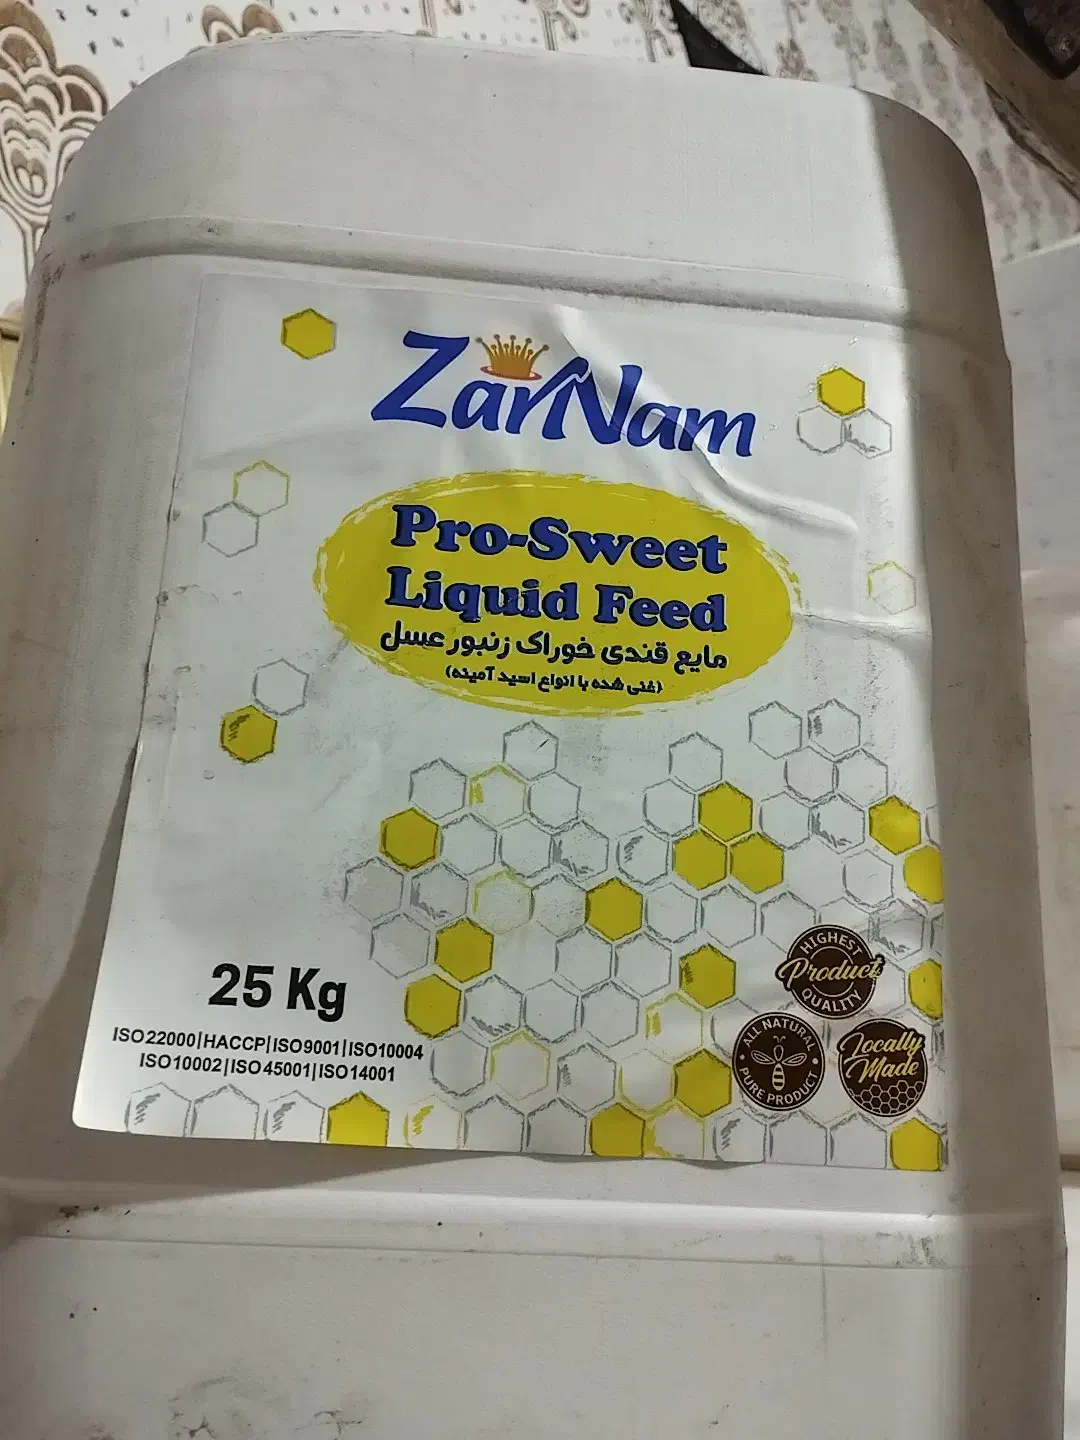 ZarNam
Pro-Sweet
Liquid Feed
مایع قندی خوراک زنبور عسل
(غنی شده با انواع اسید آمینه)
25 Kg
ISO22000|HACCP|ISO9001|ISO10004
ISO10002|ISO45001|ISO14001
HIGHEST
Product
QUALITY
ALL NATURAL
PURE PRODUCT
Locally
Made